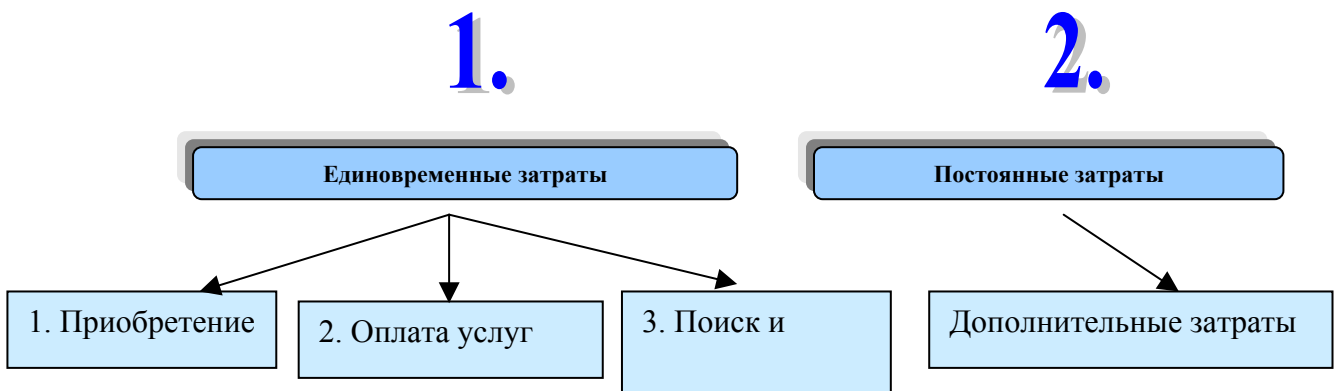 1.
2.
Единовременные затраты
Постоянные затраты
1. Приобретение
2. Оплата услуг
3. Поиск и
Дополнительные затраты